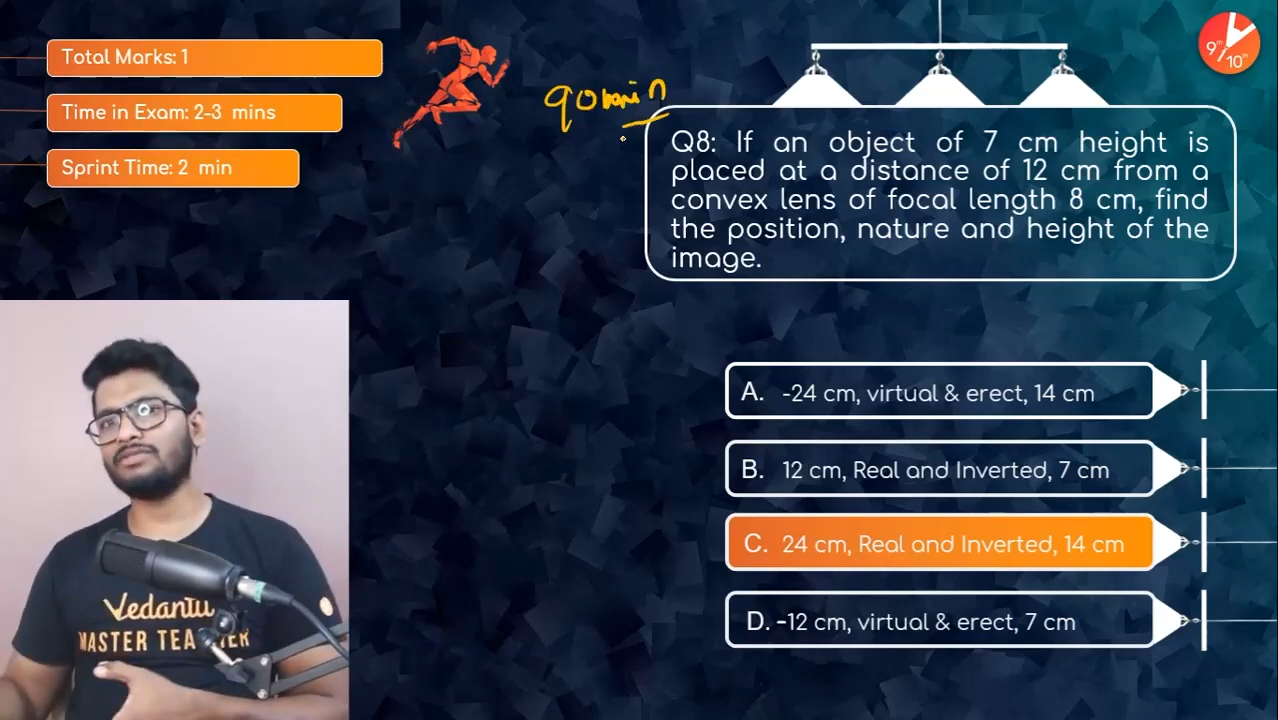 Total Marks: 1
Time in Exam: 2-3 mins
Sprint Time: 2 min
90 min
9th
10th
Q8: If an object of 7 cm height is
placed at a distance of 12 cm from a
convex lens of focal length 8 cm, find
the position, nature and height of the
image.
A. -24 cm, virtual & erect, 14 cm
B. 12 cm, Real and Inverted, 7 cm
C. 24 cm, Real and Inverted, 14 cm
D. -12 cm, virtual & erect, 7 cm
Vedantu
MASTER TEACHER